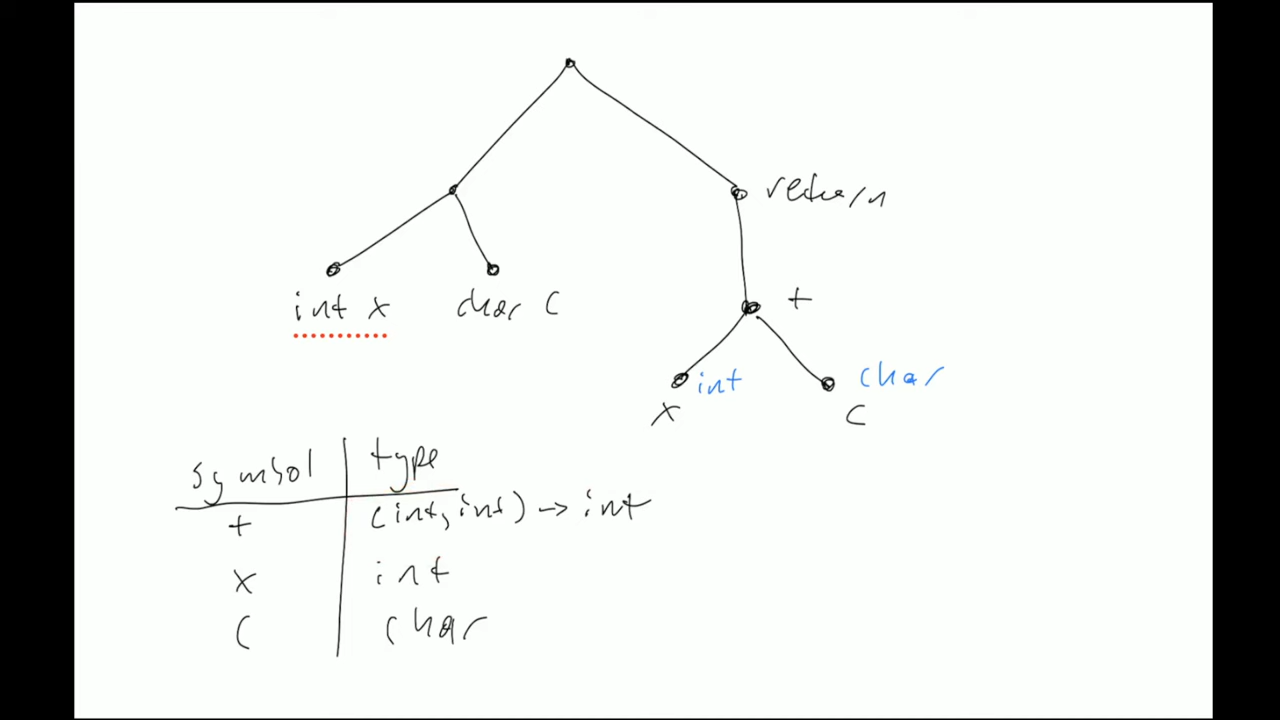 return
int x char c
+
int char
x c
symbol type
+ (int, int) -> int
x int
c char